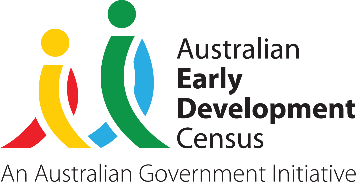 Australian
Early
Development
Census
An Australian Government Initiative